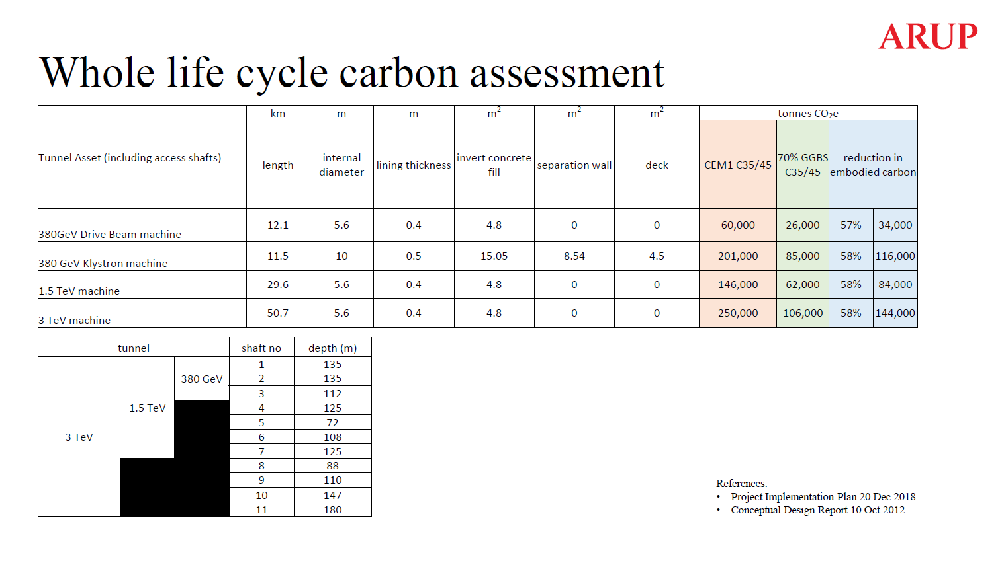 ARUP
Whole life cycle carbon assessment
Tunnel Asset (including access shafts)
km m m m² m² m² tonnes CO₂e
length internal diameter lining thickness invert concrete fill separation wall deck CEM1 C35/45 70% GGBS C35/45 reduction in embodied carbon
380GeV Drive Beam machine 12.1 5.6 0.4 4.8 0 0 60,000 26,000 57% 34,000
380 GeV Klystron machine 11.5 10 0.5 15.05 8.54 4.5 201,000 85,000 58% 116,000
1.5 TeV machine 29.6 5.6 0.4 4.8 0 0 146,000 62,000 58% 84,000
3 TeV machine 50.7 5.6 0.4 4.8 0 0 250,000 106,000 58% 144,000
tunnel shaft no depth (m)
3 TeV
1.5 TeV
380 GeV
1 135
2 135
3 112
4 125
5 72
6 108
7 125
8 88
9 110
10 147
11 180
References:
• Project Implementation Plan 20 Dec 2018
• Conceptual Design Report 10 Oct 2012